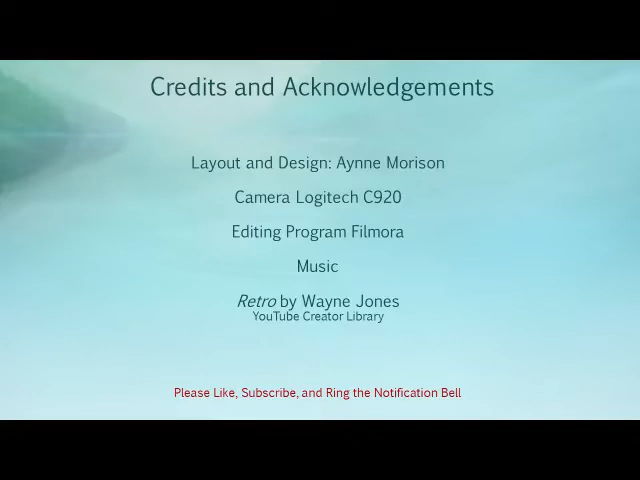 Credits and Acknowledgements
Layout and Design: Aynne Morison
Camera Logitech C920
Editing Program Filmora
Music
Retro by Wayne Jones
YouTube Creator Library
Please Like, Subscribe, and Ring the Notification Bell